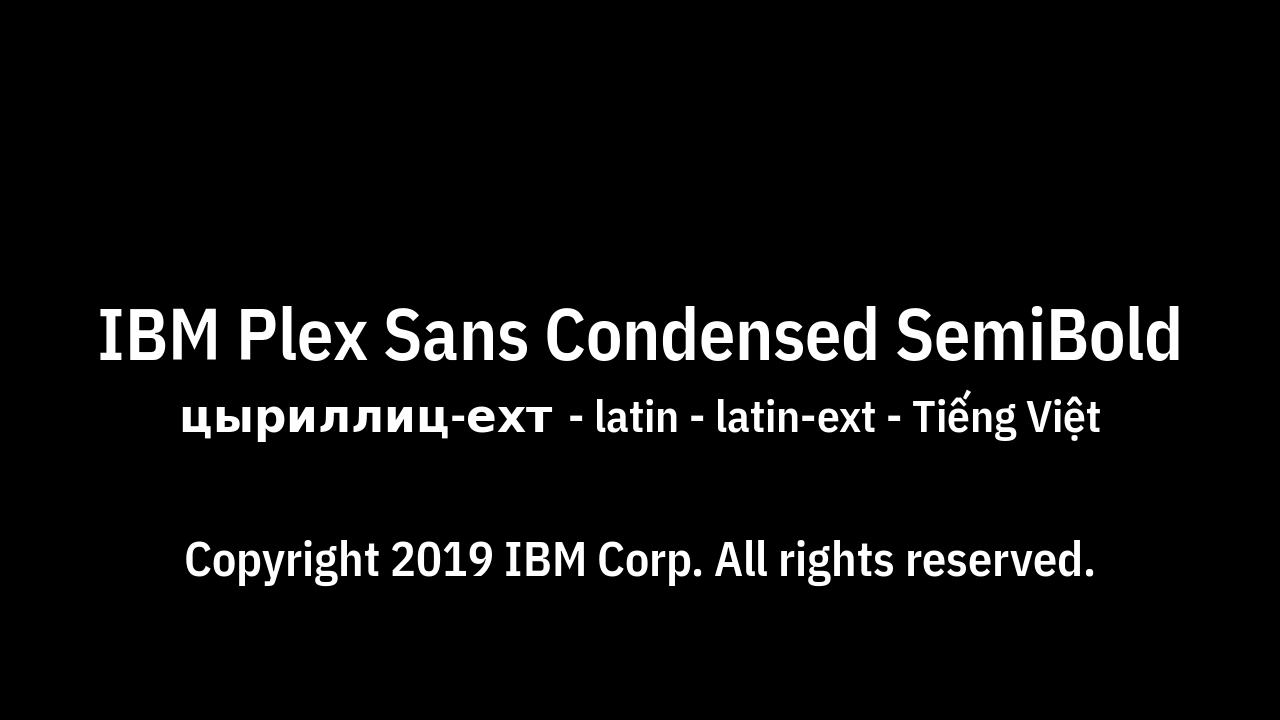 IBM Plex Sans Condensed SemiBold
цыриллиц-ехт - latin - latin-ext - Tiếng Việt
Copyright 2019 IBM Corp. All rights reserved.